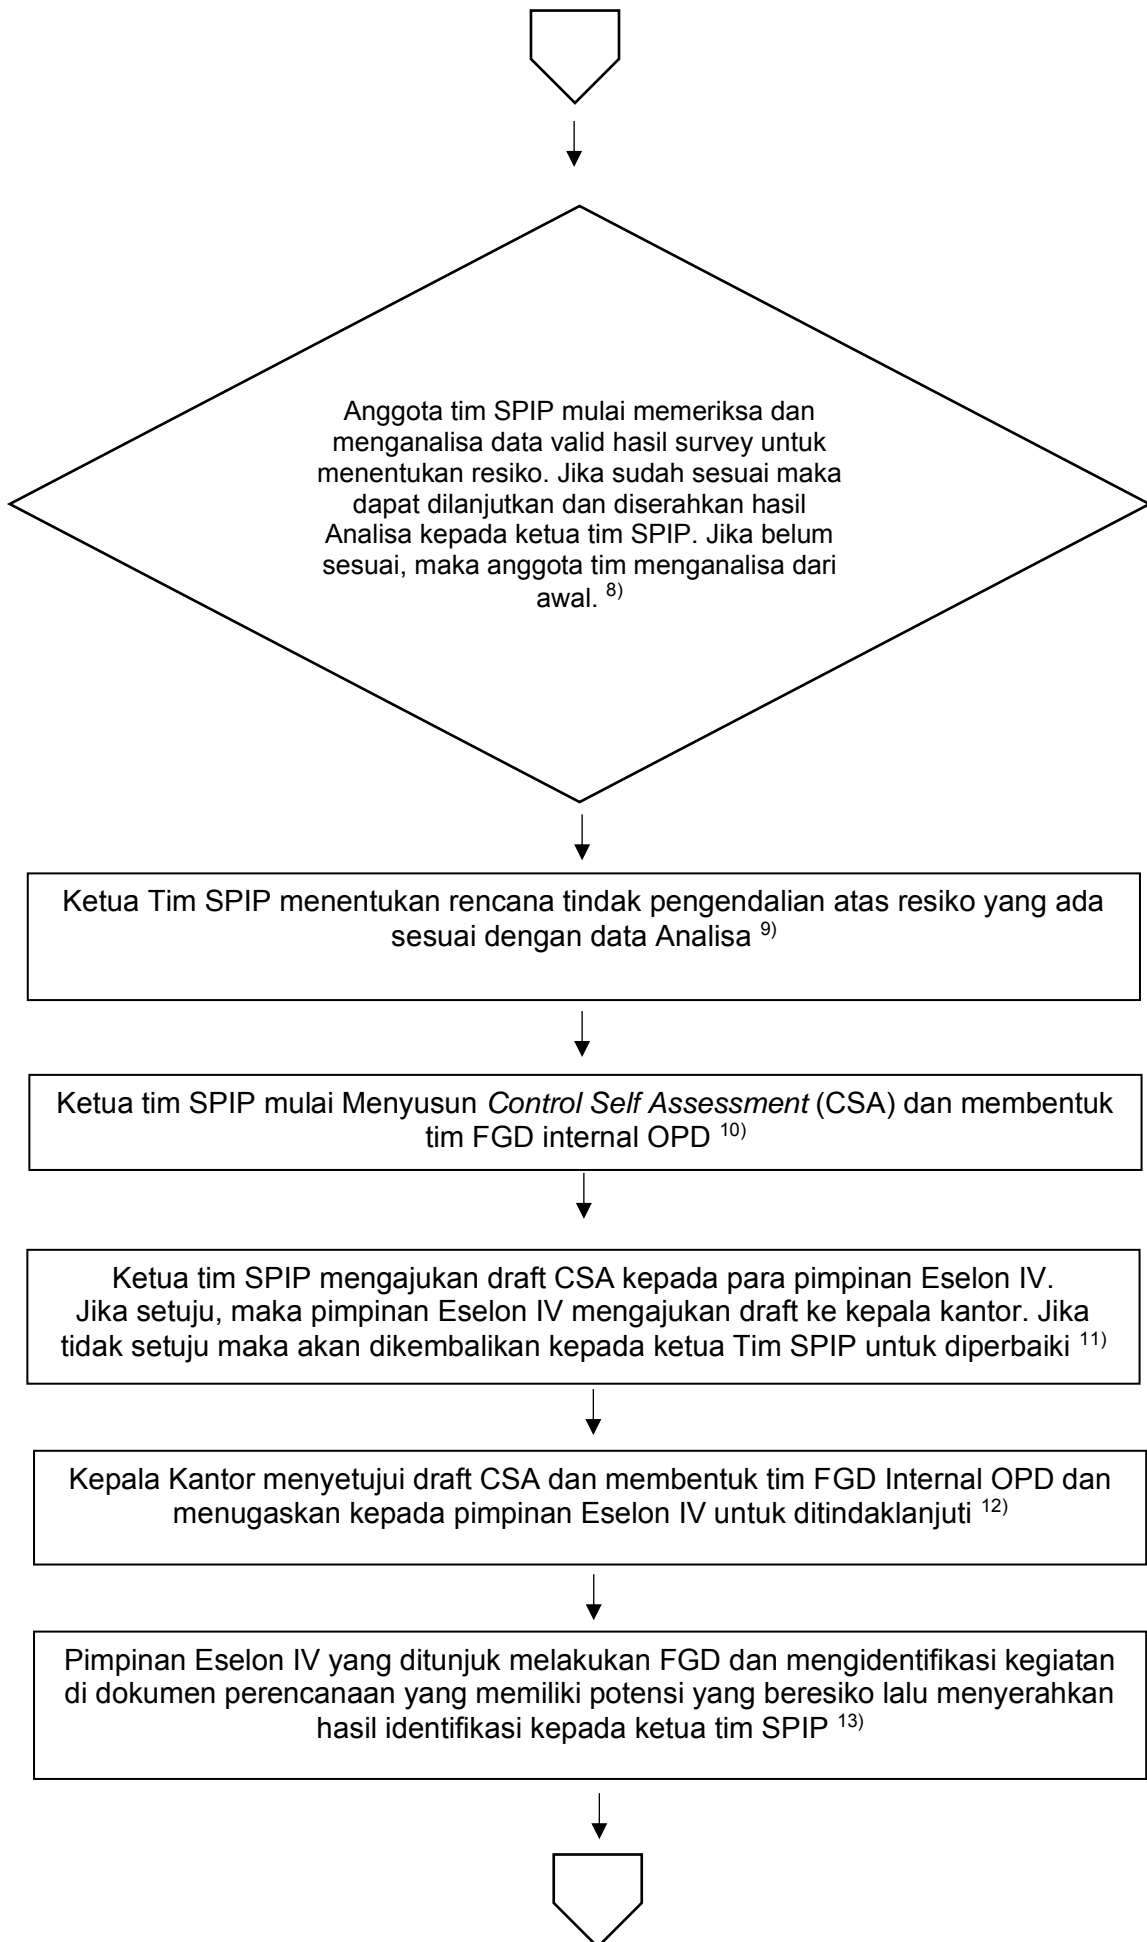 Anggota tim SPIP mulai memeriksa dan
menganalisa data valid hasil survey untuk
menentukan resiko. Jika sudah sesuai maka
dapat dilanjutkan dan diserahkan hasil
Analisa kepada ketua tim SPIP. Jika belum
sesuai, maka anggota tim menganalisa dari
awal. 8)
Ketua Tim SPIP menentukan rencana tindak pengendalian atas resiko yang ada
sesuai dengan data Analisa 9)
Ketua tim SPIP mulai Menyusun Control Self Assessment (CSA) dan membentuk
tim FGD internal OPD 10)
Ketua tim SPIP mengajukan draft CSA kepada para pimpinan Eselon IV.
Jika setuju, maka pimpinan Eselon IV mengajukan draft ke kepala kantor. Jika
tidak setuju maka akan dikembalikan kepada ketua Tim SPIP untuk diperbaiki 11)
Kepala Kantor menyetujui draft CSA dan membentuk tim FGD Internal OPD dan
menugaskan kepada pimpinan Eselon IV untuk ditindaklanjuti 12)
Pimpinan Eselon IV yang ditunjuk melakukan FGD dan mengidentifikasi kegiatan
di dokumen perencanaan yang memiliki potensi yang beresiko lalu menyerahkan
hasil identifikasi kepada ketua tim SPIP 13)